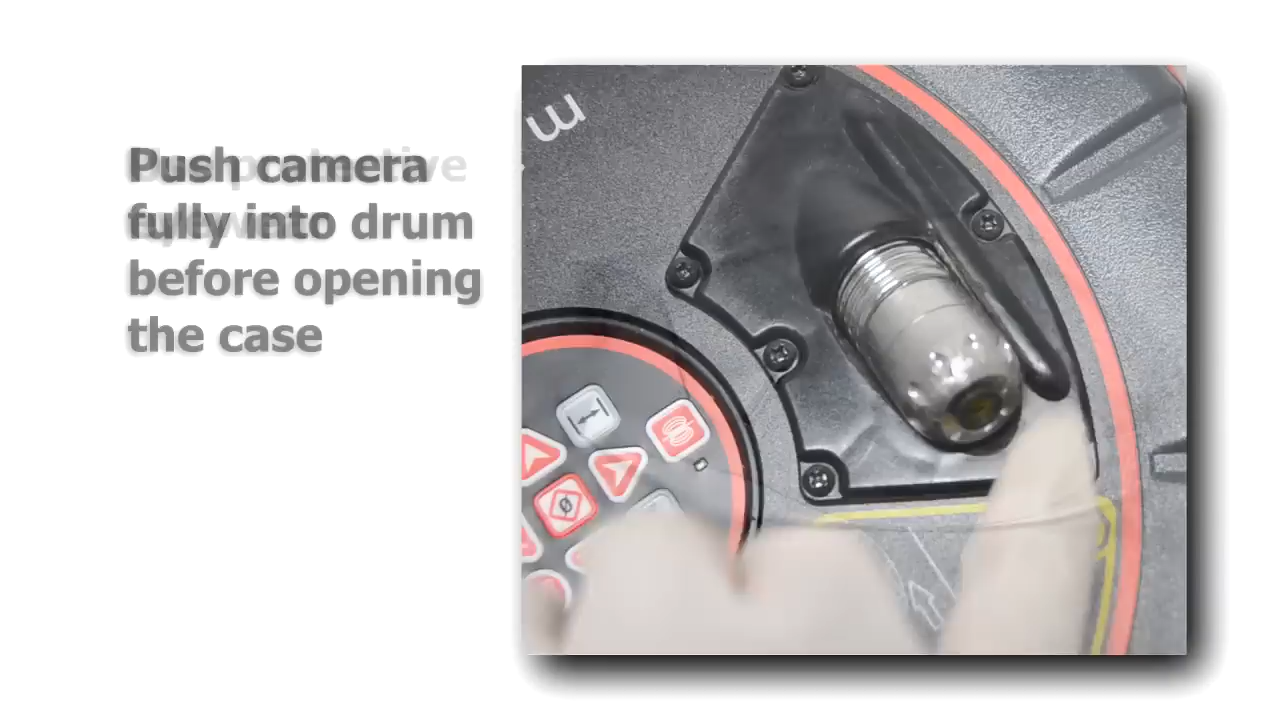 Push camera
fully into drum
before opening
the case
m